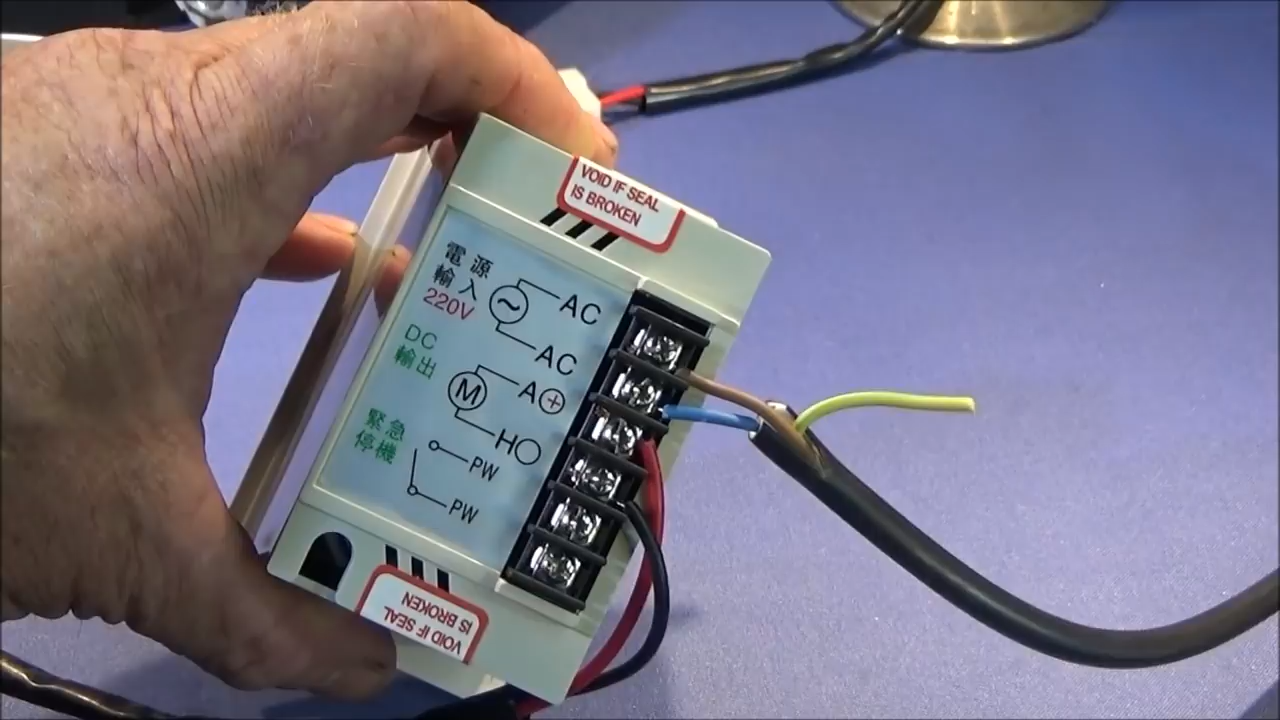 VOID IF SEAL
IS BROKEN
電源
輸入
220V
AC
AC
DC
輸出
M
A+
HO
緊急
停機
PW
PW
VOID IF SEAL
IS BROKEN